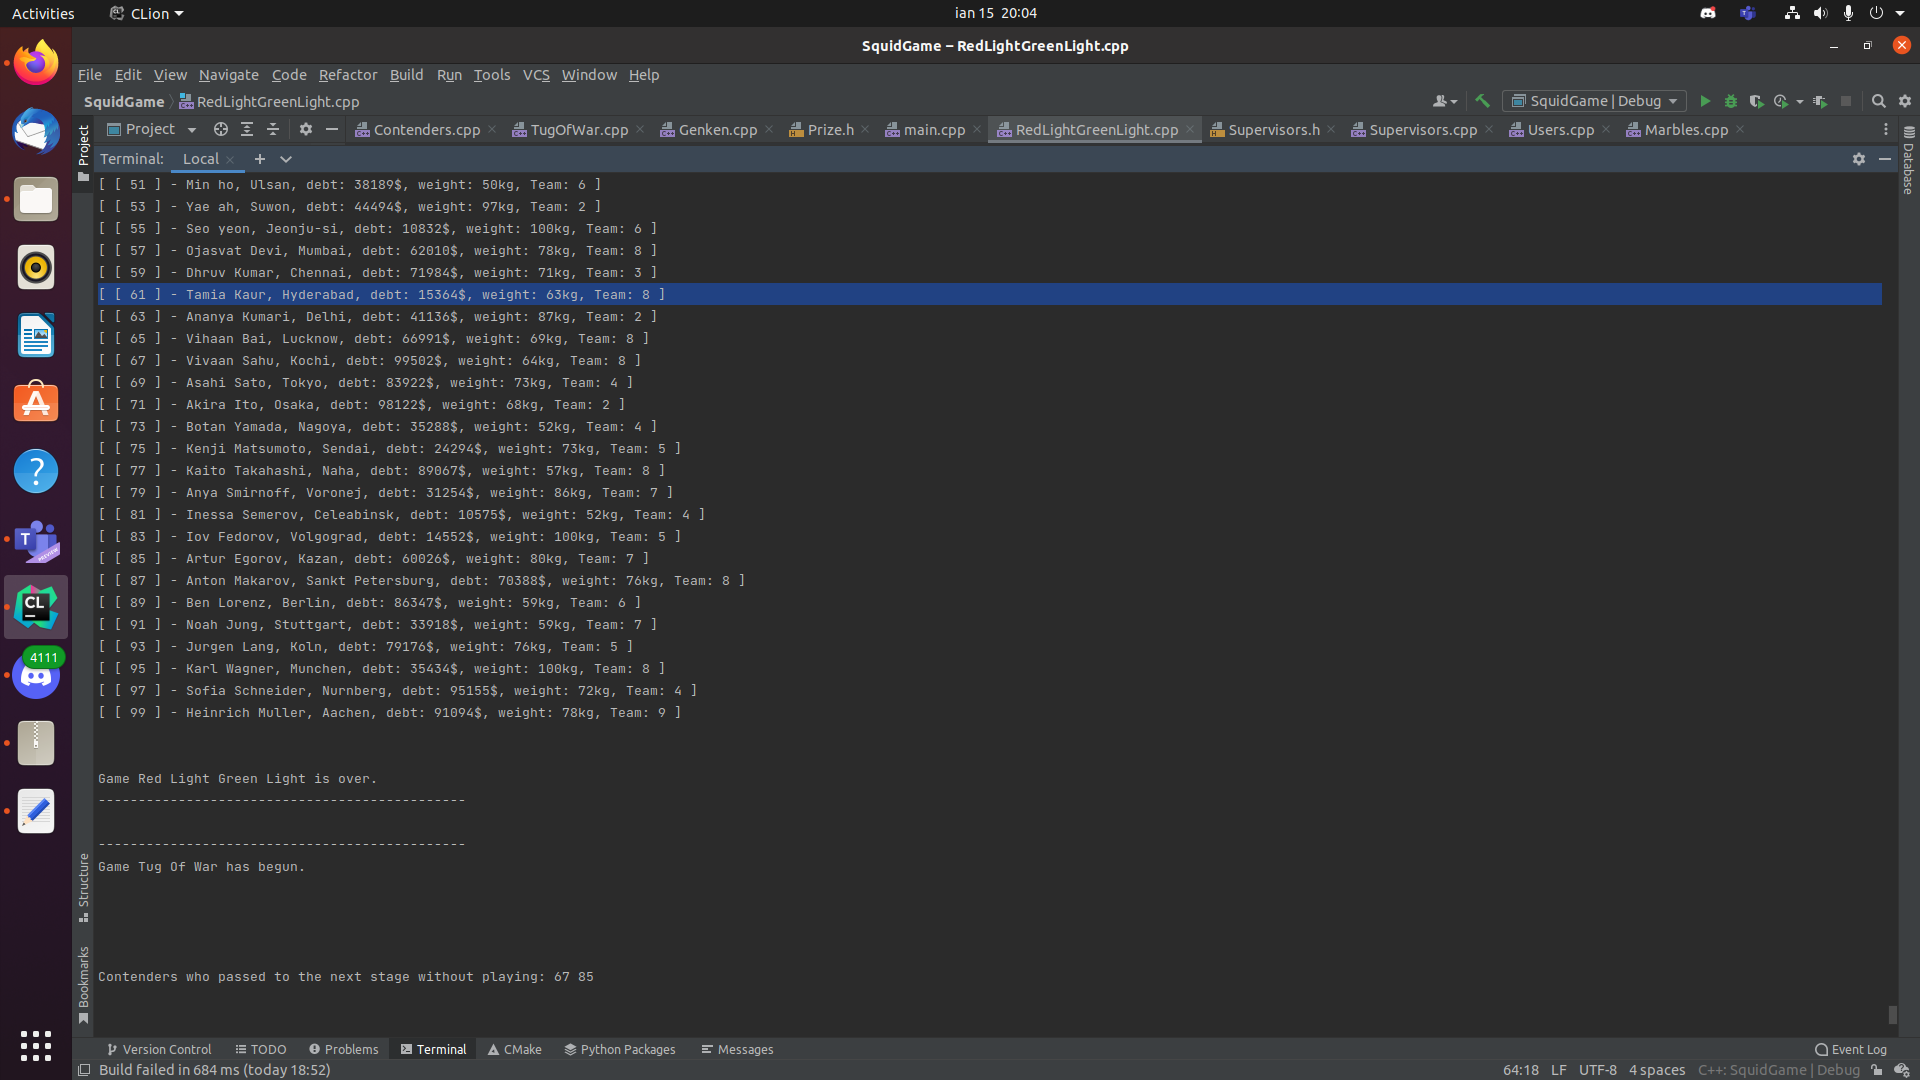 Activities CLion ian 15 20:04
SquidGame – RedLightGreenLight.cpp
File Edit View Navigate Code Refactor Build Run Tools VCS Window Help
SquidGame RedLightGreenLight.cpp SquidGame | Debug
Project Contenders.cpp TugOfWar.cpp Genken.cpp Prize.h main.cpp RedLightGreenLight.cpp Supervisors.h Supervisors.cpp Users.cpp Marbles.cpp
Project
Database
Terminal: Local
[ [ 51 ] - Min ho, Ulsan, debt: 38189$, weight: 50kg, Team: 6 ]
[ [ 53 ] - Yae ah, Suwon, debt: 44494$, weight: 97kg, Team: 2 ]
[ [ 55 ] - Seo yeon, Jeonju-si, debt: 10832$, weight: 100kg, Team: 6 ]
[ [ 57 ] - Ojasvat Devi, Mumbai, debt: 62010$, weight: 78kg, Team: 8 ]
[ [ 59 ] - Dhruv Kumar, Chennai, debt: 71984$, weight: 71kg, Team: 3 ]
[ [ 61 ] - Tamia Kaur, Hyderabad, debt: 15364$, weight: 63kg, Team: 8 ]
[ [ 63 ] - Ananya Kumari, Delhi, debt: 41136$, weight: 87kg, Team: 2 ]
[ [ 65 ] - Vihaan Bai, Lucknow, debt: 66991$, weight: 69kg, Team: 8 ]
[ [ 67 ] - Vivaan Sahu, Kochi, debt: 99502$, weight: 64kg, Team: 8 ]
[ [ 69 ] - Asahi Sato, Tokyo, debt: 83922$, weight: 73kg, Team: 4 ]
[ [ 71 ] - Akira Ito, Osaka, debt: 98122$, weight: 68kg, Team: 2 ]
[ [ 73 ] - Botan Yamada, Nagoya, debt: 35288$, weight: 52kg, Team: 4 ]
[ [ 75 ] - Kenji Matsumoto, Sendai, debt: 24294$, weight: 73kg, Team: 5 ]
[ [ 77 ] - Kaito Takahashi, Naha, debt: 89067$, weight: 57kg, Team: 8 ]
[ [ 79 ] - Anya Smirnoff, Voronej, debt: 31254$, weight: 86kg, Team: 7 ]
[ [ 81 ] - Inessa Semerov, Celeabinsk, debt: 10575$, weight: 52kg, Team: 4 ]
[ [ 83 ] - Iov Fedorov, Volgograd, debt: 14552$, weight: 100kg, Team: 5 ]
[ [ 85 ] - Artur Egorov, Kazan, debt: 60026$, weight: 80kg, Team: 7 ]
[ [ 87 ] - Anton Makarov, Sankt Petersburg, debt: 70388$, weight: 76kg, Team: 8 ]
[ [ 89 ] - Ben Lorenz, Berlin, debt: 86347$, weight: 59kg, Team: 6 ]
[ [ 91 ] - Noah Jung, Stuttgart, debt: 33918$, weight: 59kg, Team: 7 ]
[ [ 93 ] - Jurgen Lang, Koln, debt: 79176$, weight: 76kg, Team: 5 ]
[ [ 95 ] - Karl Wagner, Munchen, debt: 35434$, weight: 100kg, Team: 8 ]
[ [ 97 ] - Sofia Schneider, Nurnberg, debt: 95155$, weight: 72kg, Team: 4 ]
[ [ 99 ] - Heinrich Muller, Aachen, debt: 91094$, weight: 78kg, Team: 9 ]
Game Red Light Green Light is over.
----------------------------------------------
----------------------------------------------
Game Tug Of War has begun.
Contenders who passed to the next stage without playing: 67 85
Structure
Bookmarks
T
PREVIEW
CL
4111
Version Control TODO Problems Terminal CMake Python Packages Messages Event Log
Build failed in 684 ms (today 18:52) 64:18 LF UTF-8 4 spaces C++: SquidGame | Debug